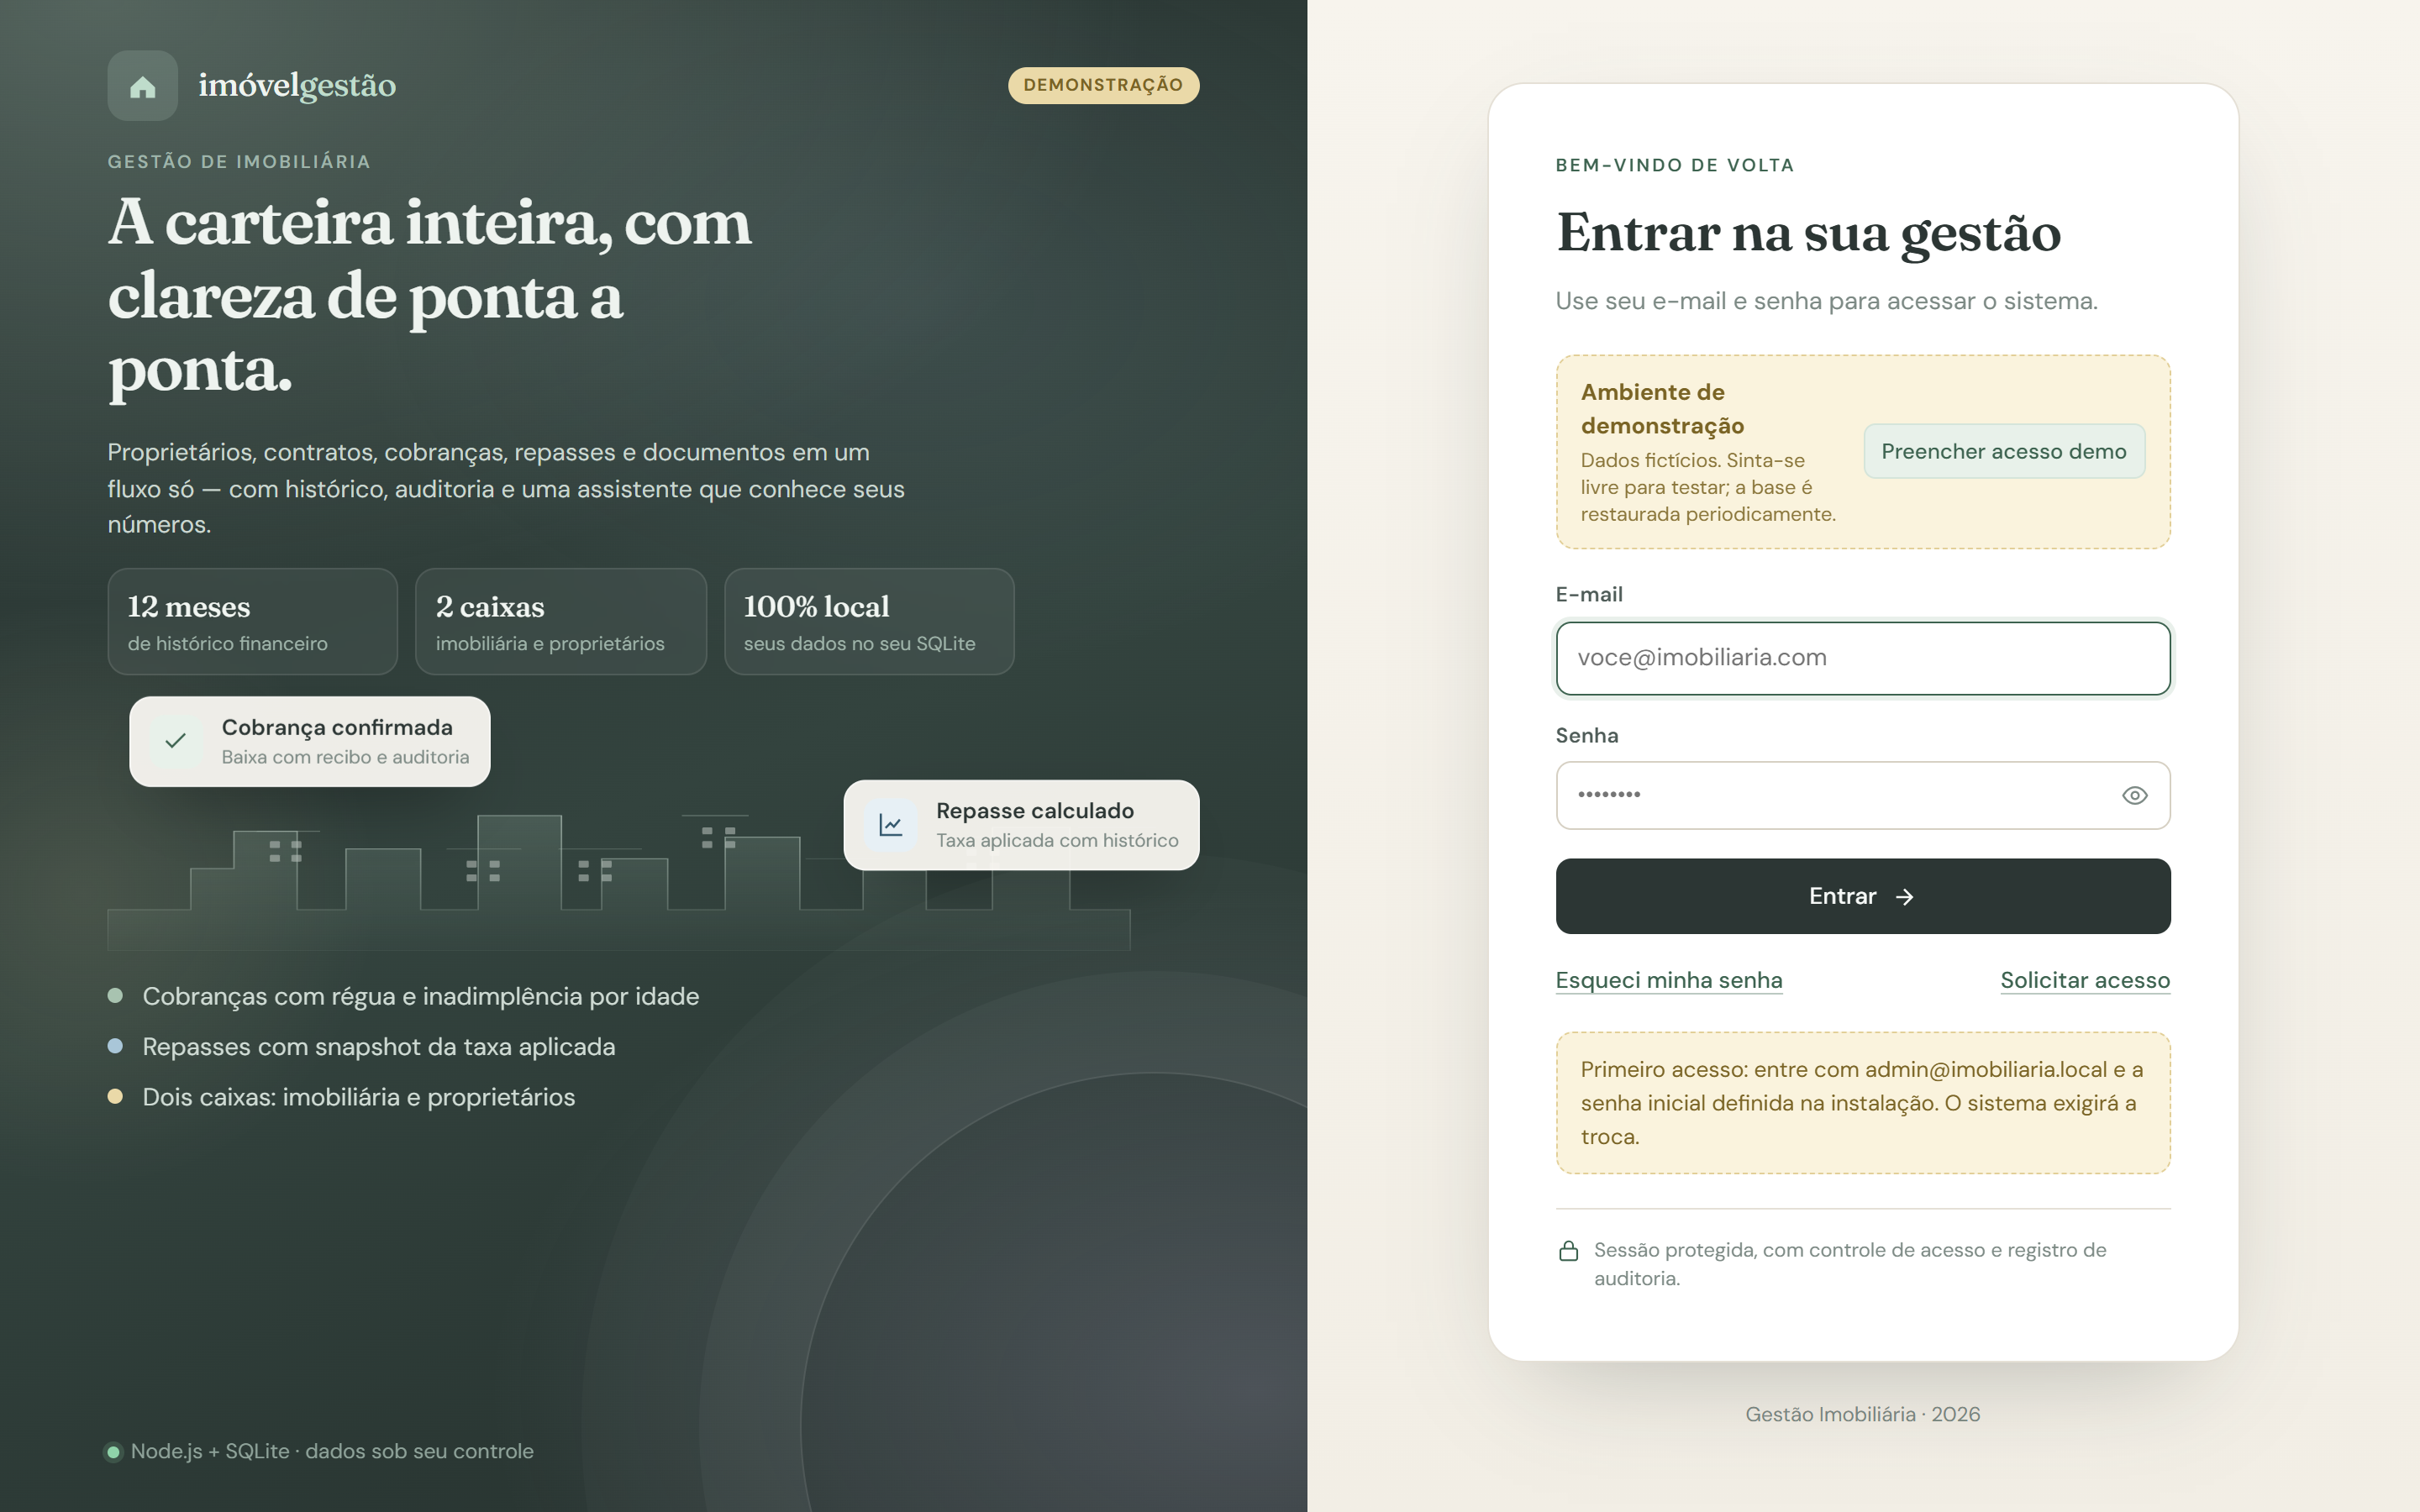 imóvelgestão
DEMONSTRAÇÃO
GESTÃO DE IMOBILIÁRIA
A carteira inteira, com
clareza de ponta a
ponta.
Proprietários, contratos, cobranças, repasses e documentos em um
fluxo só — com histórico, auditoria e uma assistente que conhece seus
números.
12 meses
de histórico financeiro
2 caixas
imobiliária e proprietários
100% local
seus dados no seu SQLite
Cobrança confirmada
Baixa com recibo e auditoria
Repasse calculado
Taxa aplicada com histórico
Cobranças com régua e inadimplência por idade
Repasses com snapshot da taxa aplicada
Dois caixas: imobiliária e proprietários
Node.js + SQLite · dados sob seu controle
BEM-VINDO DE VOLTA
Entrar na sua gestão
Use seu e-mail e senha para acessar o sistema.
Ambiente de
demonstração
Dados fictícios. Sinta-se
livre para testar; a base é
restaurada periodicamente.
Preencher acesso demo
E-mail
voce@imobiliaria.com
Senha
••••••••
Entrar →
Esqueci minha senha
Solicitar acesso
Primeiro acesso: entre com admin@imobiliaria.local e a
senha inicial definida na instalação. O sistema exigirá a
troca.
Sessão protegida, com controle de acesso e registro de
auditoria.
Gestão Imobiliária · 2026